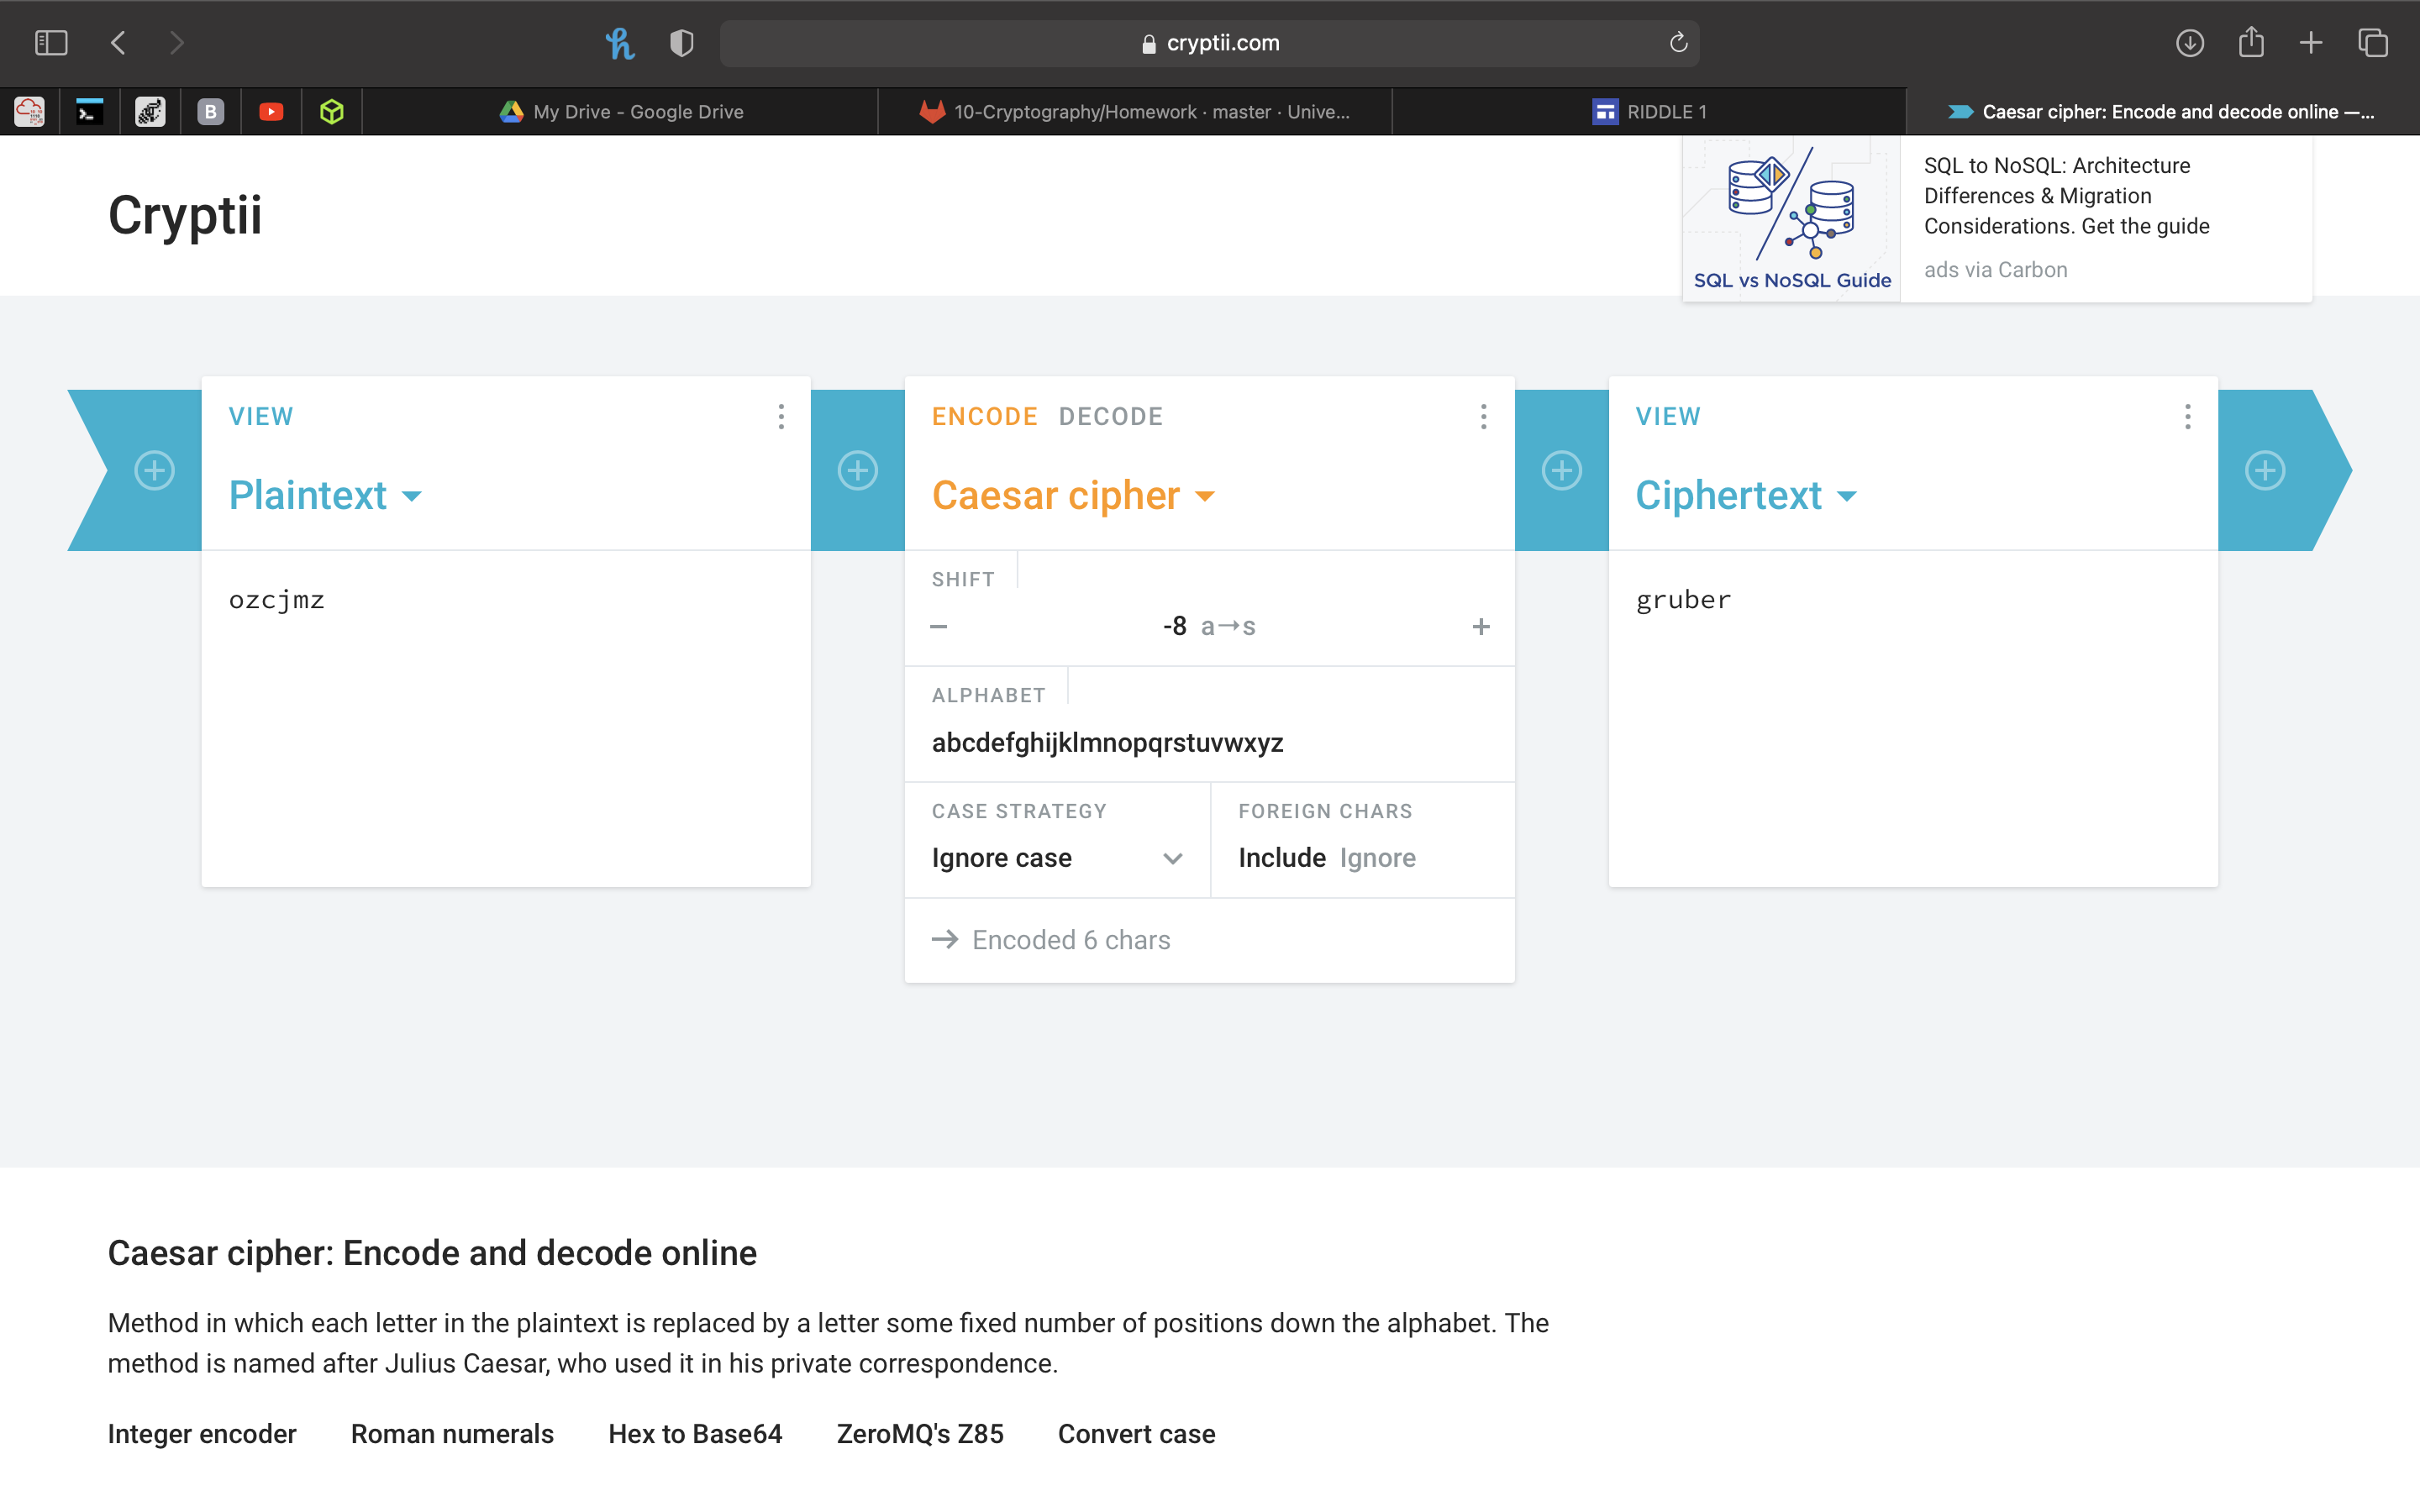 cryptii.com
B
My Drive - Google Drive
10-Cryptography/Homework · master · Unive...
RIDDLE 1
Caesar cipher: Encode and decode online —...
Cryptii
SQL vs NoSQL Guide
SQL to NoSQL: Architecture
Differences & Migration
Considerations. Get the guide
ads via Carbon
VIEW
Plaintext
ozcjmz
ENCODE DECODE
Caesar cipher
SHIFT
− -8 a→s +
ALPHABET
abcdefghijklmnopqrstuvwxyz
CASE STRATEGY
Ignore case
FOREIGN CHARS
Include Ignore
→ Encoded 6 chars
VIEW
Ciphertext
gruber
Caesar cipher: Encode and decode online
Method in which each letter in the plaintext is replaced by a letter some fixed number of positions down the alphabet. The
method is named after Julius Caesar, who used it in his private correspondence.
Integer encoder Roman numerals Hex to Base64 ZeroMQ's Z85 Convert case